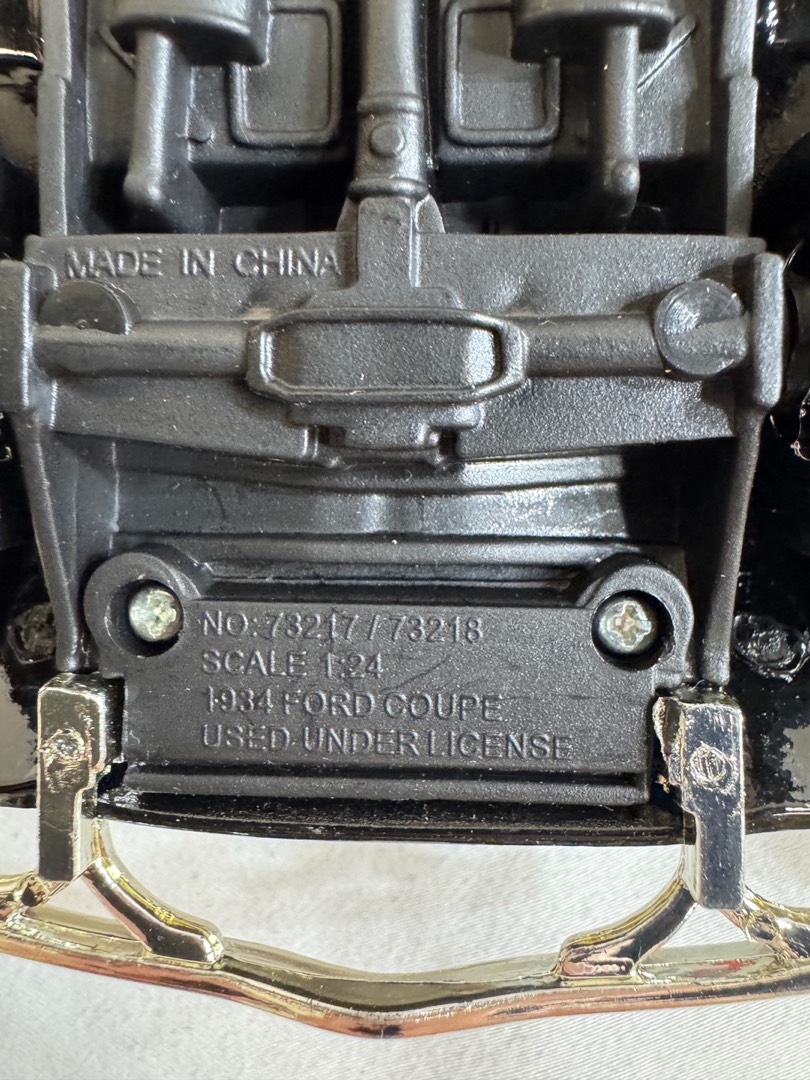 MADE IN CHINA
NO: 73217 / 73218
SCALE 1:24
1934 FORD COUPE
USED UNDER LICENSE